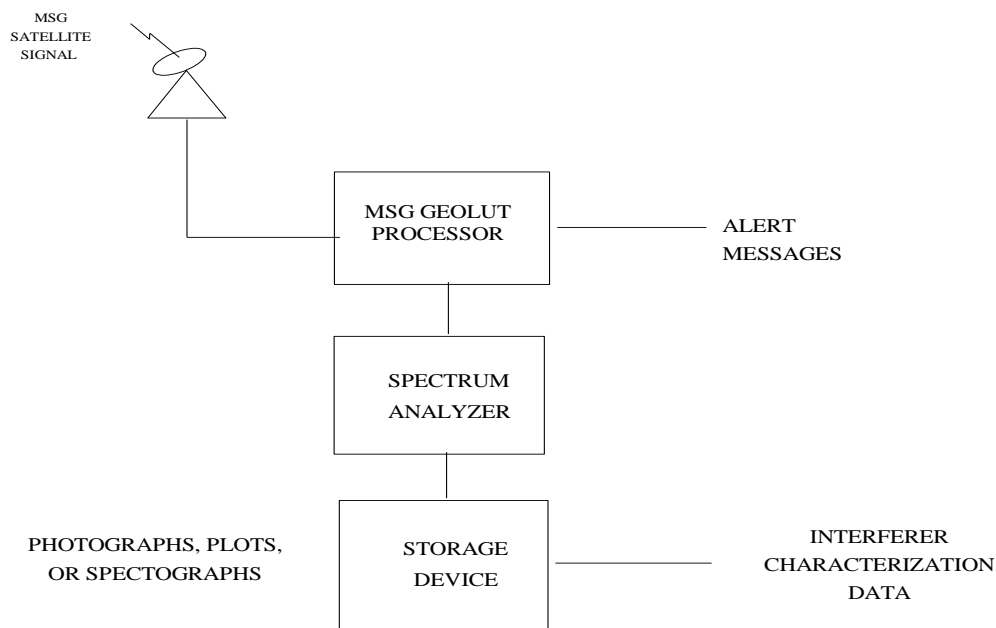 MSG
SATELLITE
SIGNAL
MSG GEOLUT
PROCESSOR
ALERT
MESSAGES
SPECTRUM
ANALYZER
PHOTOGRAPHS, PLOTS,
OR SPECTOGRAPHS
STORAGE
DEVICE
INTERFERER
CHARACTERIZATION
DATA